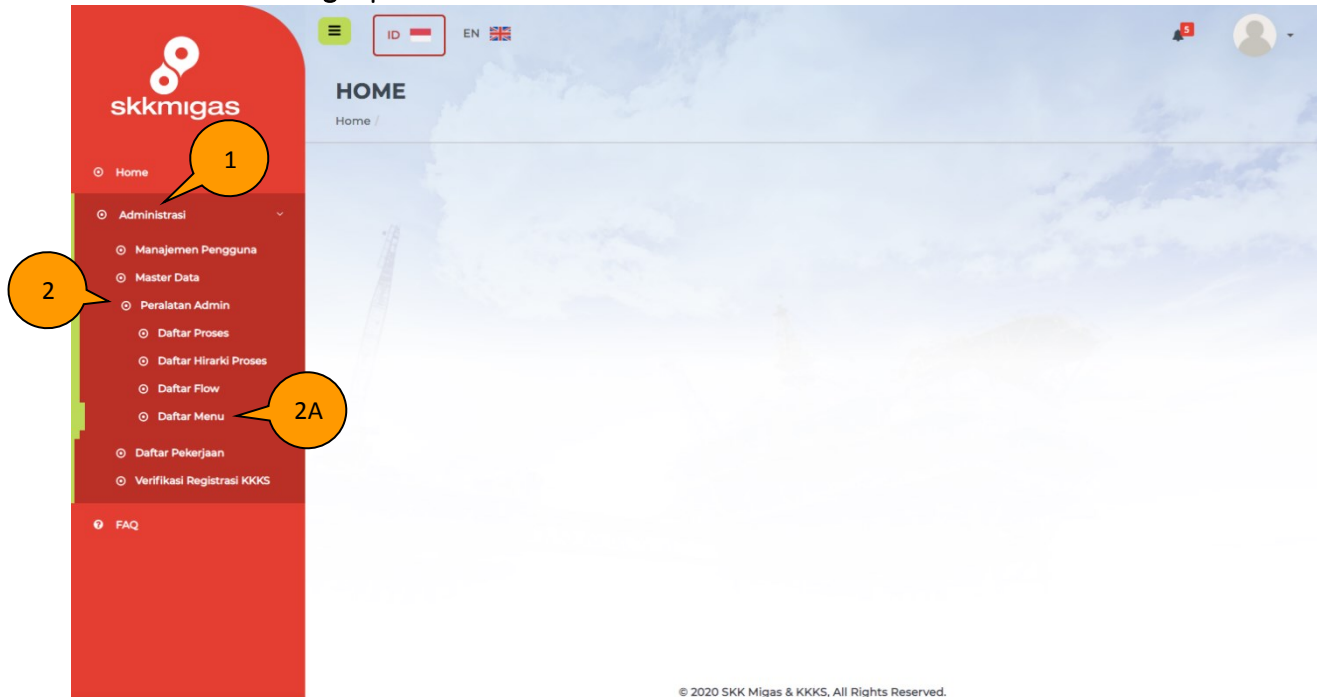 skkmigas
ID
EN
5
HOME
Home /
1
Home
Administrasi
Manajemen Pengguna
Master Data
2
Peralatan Admin
Daftar Proses
Daftar Hirarki Proses
Daftar Flow
Daftar Menu
2A
Daftar Pekerjaan
Verifikasi Registrasi KKKS
FAQ
© 2020 SKK Migas & KKKS, All Rights Reserved.